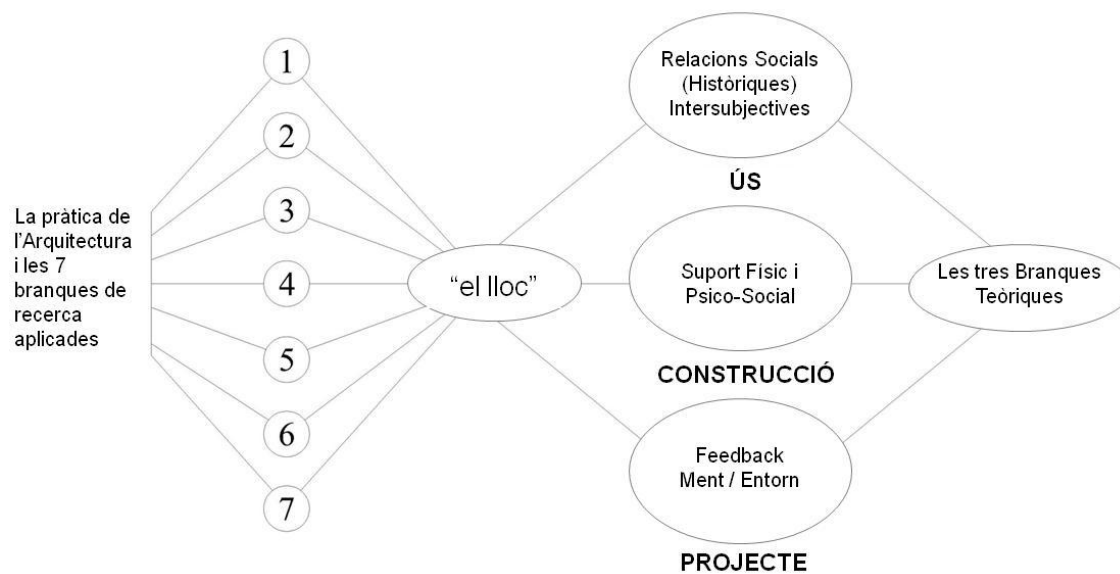 La pràtica de
l'Arquitectura
i les 7
branques de
recerca
aplicades
1
2
3
4
5
6
7
“el lloc”
Relacions Socials
(Històriques)
Intersubjectives
ÚS
Suport Físic i
Psico-Social
CONSTRUCCIÓ
Feedback
Ment / Entorn
PROJECTE
Les tres Branques
Teòriques